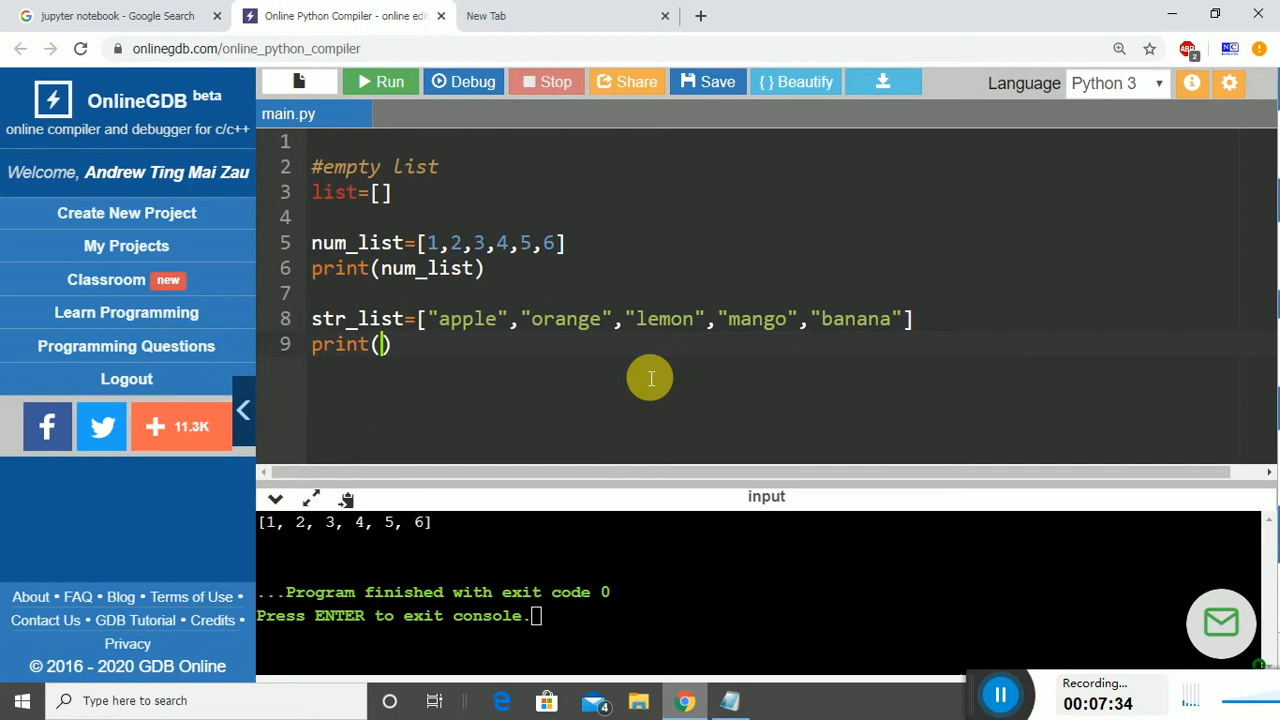 jupyter notebook - Google Search
Online Python Compiler - online edi
New Tab
onlinegdb.com/online_python_compiler
ABP
2
NC
OnlineGDB beta
online compiler and debugger for c/c++
Welcome, Andrew Ting Mai Zau
Create New Project
My Projects
Classroom new
Learn Programming
Programming Questions
Logout
f
+ 11.3K
About • FAQ • Blog • Terms of Use •
Contact Us • GDB Tutorial • Credits •
Privacy
© 2016 - 2020 GDB Online
Run
Debug
Stop
Share
Save
{ } Beautify
Language Python 3
main.py
1
2 #empty list
3 list=[]
4
5 num_list=[1,2,3,4,5,6]
6 print(num_list)
7
8 str_list=["apple","orange","lemon","mango","banana"]
9 print()
input
[1, 2, 3, 4, 5, 6]
...Program finished with exit code 0
Press ENTER to exit console.
Type here to search
4
Recording...
00:07:34